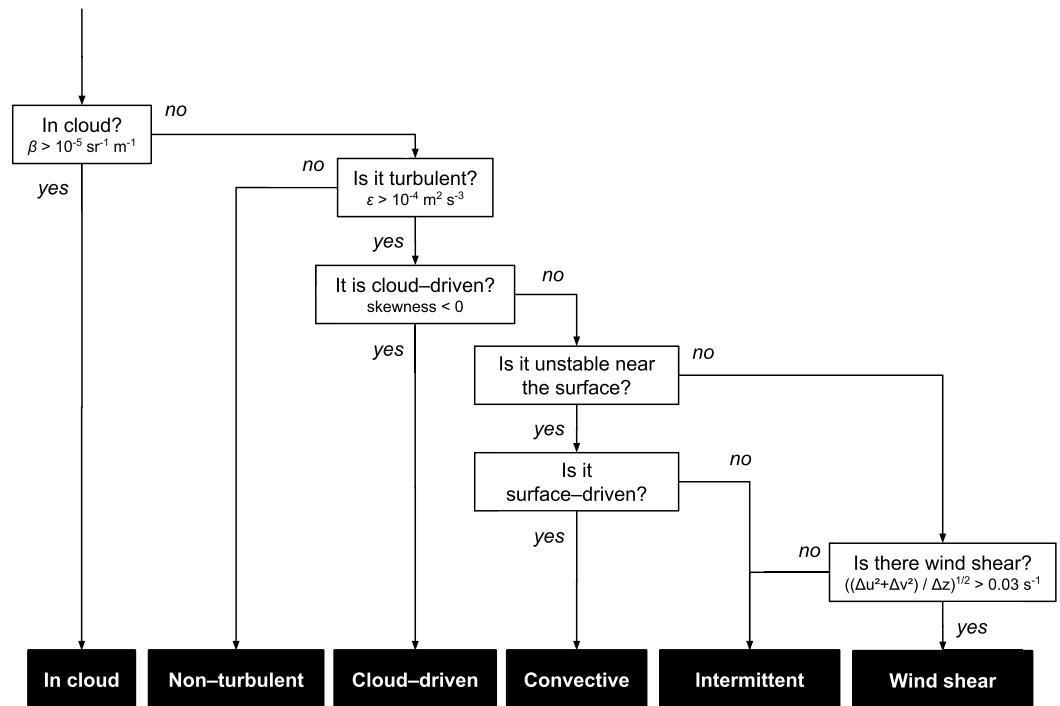 no
In cloud?
β > 10⁻⁵ sr⁻¹ m⁻¹
yes
no
Is it turbulent?
ε > 10⁻⁴ m² s⁻³
yes
It is cloud–driven?
skewness < 0
no
yes
Is it unstable near
the surface?
no
yes
Is it
surface–driven?
no
yes
no
Is there wind shear?
((Δu²+Δv²) / Δz)¹ᐟ² > 0.03 s⁻¹
yes
In cloud
Non–turbulent
Cloud–driven
Convective
Intermittent
Wind shear